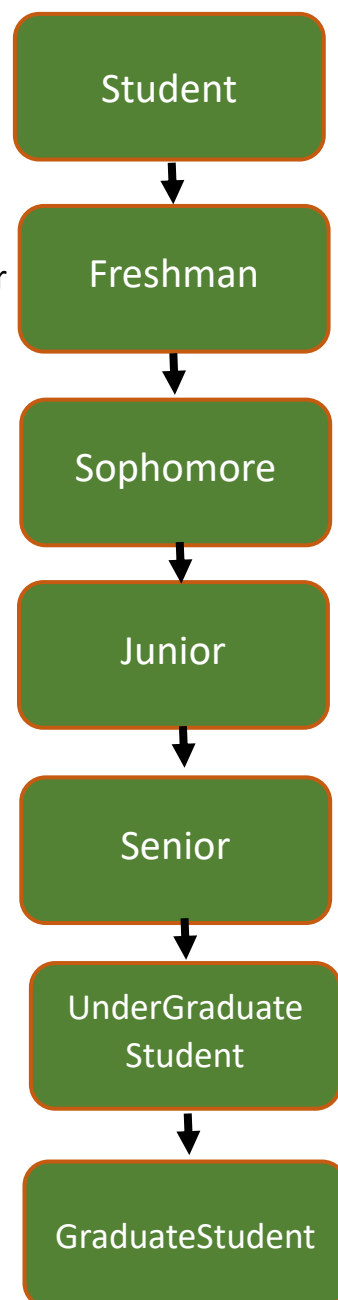 Student
r
Freshman
Sophomore
Junior
Senior
UnderGraduate
Student
GraduateStudent